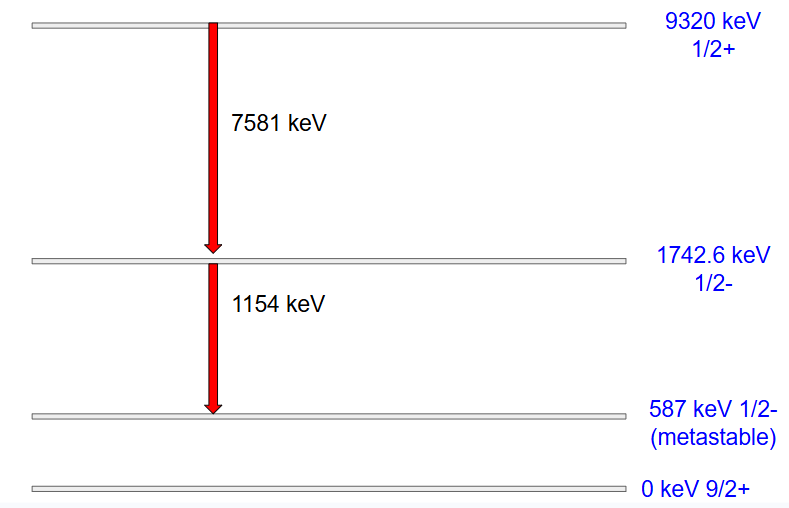 9320 keV
1/2+
7581 keV
1742.6 keV
1/2-
1154 keV
587 keV 1/2-
(metastable)
0 keV 9/2+